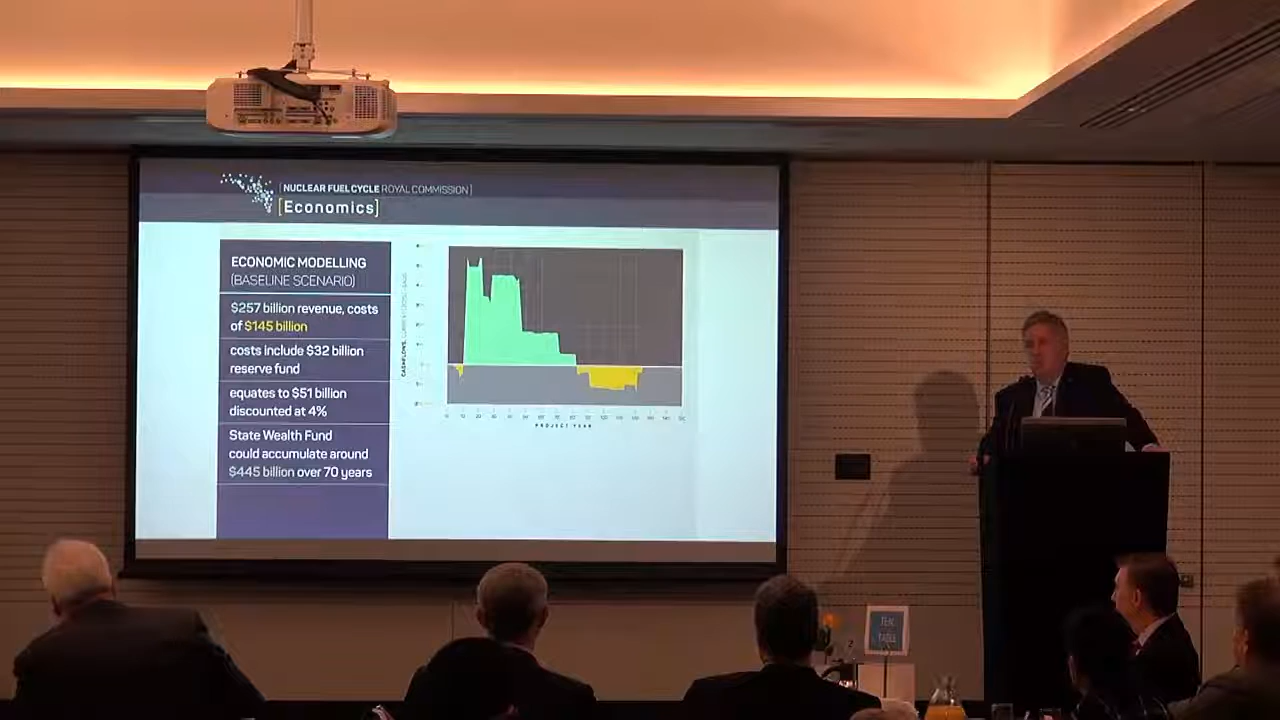 [NUCLEAR FUEL CYCLE ROYAL COMMISSION]
[Economics]
ECONOMIC MODELLING
(BASELINE SCENARIO)
$257 billion revenue, costs
of $145 billion
costs include $32 billion
reserve fund
equates to $51 billion
discounted at 4%
State Wealth Fund
could accumulate around
$445 billion over 70 years
PROJECT YEAR
TEN
TABLE